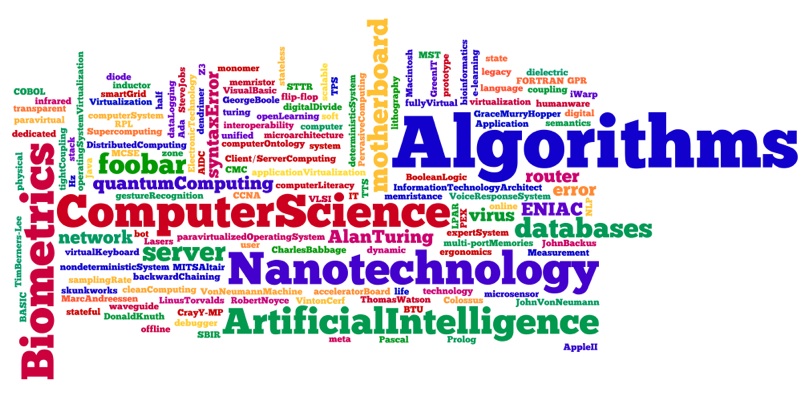 COBOL
infrared
transparent
paravirtual
dedicated
physical
tightCoupling
Hz
stack
operatingSystemVirtualization
diode
inductor
smartGrid
Virtualization
half
computerSystem
RPL
Supercomputing
DistributedComputing
java
MCSE
zone
foobar
quantumComputing
gestureRecognition
CCNA
dataLogging
Ada
SteveJobs
ElectronicTechnology
dendrimer
Z3
AIDC
syntaxError
monomer
memristor
VisualBasic
GeorgeBoole
turing
interoperability
unified
computerOntology
Client/ServerComputing
CMC
applicationVirtualization
computerLiteracy
VLSI
IT
TTS
stateless
STTR
flip-flop
digitalDivide
openLearning
soft
computer
microarchitecture
system
scalable
TPS
deterministicSystem
PervasiveComputing
motherboard
lithography
Macintosh
MST
GreenIT
prototype
bioinformatics
e-learning
fullyVirtual
state
legacy
language
virtualization
dielectric
FORTRAN
GPR
coupling
iWarp
humanware
GraceMurryHopper
digital
Application
semantics
Algorithms
BooleanLogic
router
InformationTechnologyArchitect
error
memristance
VoiceResponseSystem
NLP
Biometrics
ComputerScience
LPAR
PEX
online
virus
ENIAC
databases
TimBerners-Lee
BASIC
network
bot
Lasers
paravirtualizedOperatingSystem
user
AlanTuring
expertSystem
multi-portMemories
JohnBackus
virtualKeyboard
server
CharlesBabbage
dynamic
ergonomics
Measurement
nondeterministicSystem
MITSAltair
backwardChaining
samplingRate
Nanotechnology
skunkworks
cleanComputing
VonNeumannMachine
acceleratorBoard
life
technology
microsensor
MarcAndreessen
LinusTorvalds
RobertNoyce
VintonCerf
ThomasWatson
Colossus
JohnVonNeumann
waveguide
stateful
DonaldKnuth
CrayY-MP
BTU
debugger
offline
SBIR
ArtificialIntelligence
meta
Pascal
Prolog
AppleII